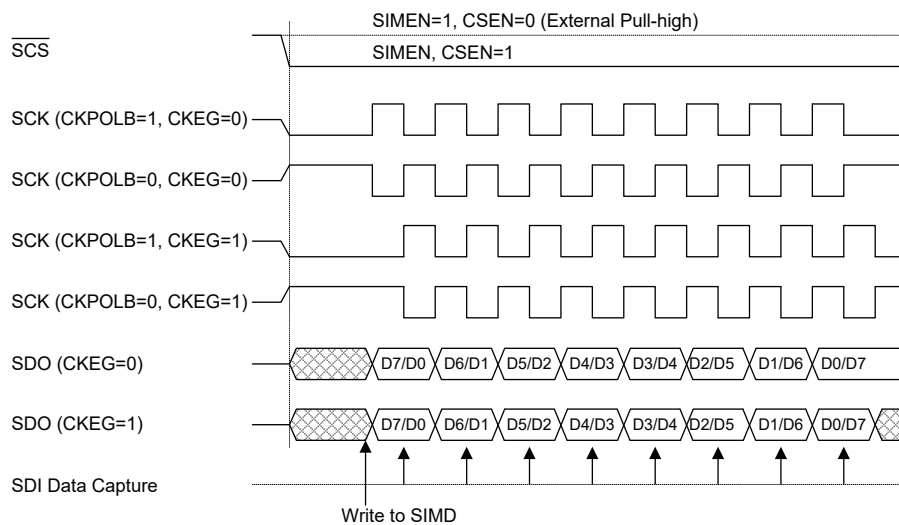 SIMEN=1, CSEN=0 (External Pull-high)
SCS
SIMEN, CSEN=1
SCK (CKPOLB=1, CKEG=0)
SCK (CKPOLB=0, CKEG=0)
SCK (CKPOLB=1, CKEG=1)
SCK (CKPOLB=0, CKEG=1)
SDO (CKEG=0) D7/D0 D6/D1 D5/D2 D4/D3 D3/D4 D2/D5 D1/D6 D0/D7
SDO (CKEG=1) D7/D0 D6/D1 D5/D2 D4/D3 D3/D4 D2/D5 D1/D6 D0/D7
SDI Data Capture
Write to SIMD